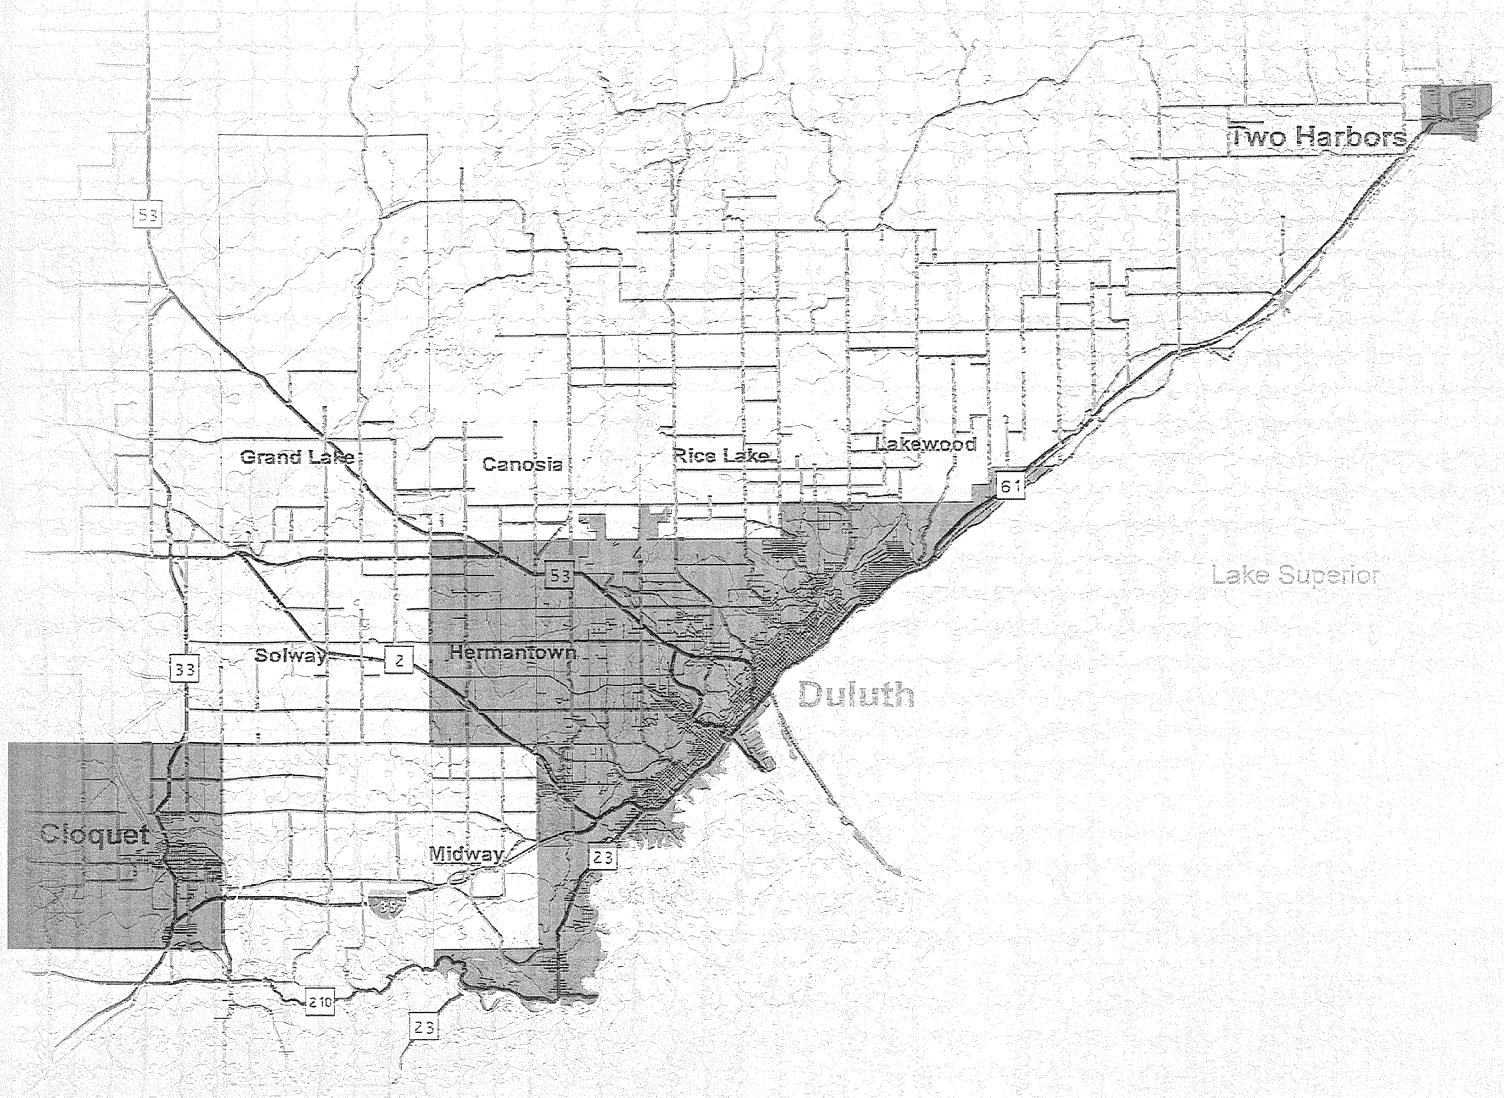 Two Harbors
53
Grand Lake
Canosia
Rice Lake
Lakewood
61
53
Lake Superior
Solway
2
Hermantown
33
Duluth
Cloquet
Midway
23
35
210
23